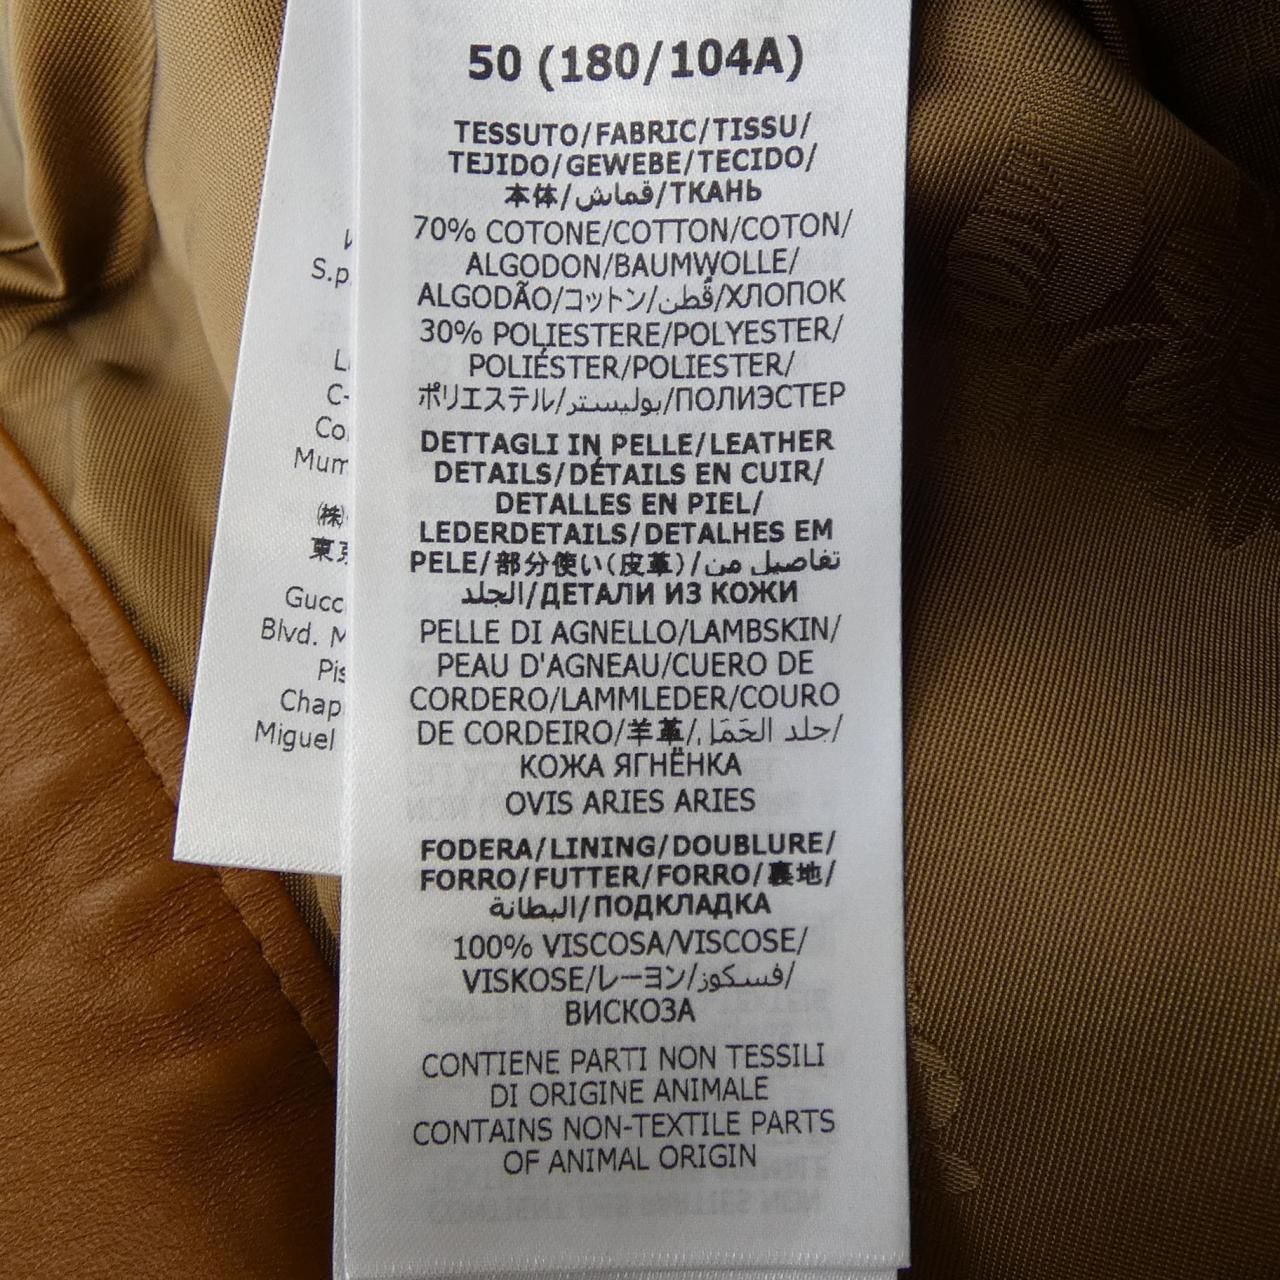 50 (180/104A)
TESSUTO/FABRIC/TISSU/
TEJIDO/GEWEBE/TECIDO/
本体/قماش/ТКАНЬ
70% COTONE/COTTON/COTON/
ALGODON/BAUMWOLLE/
ALGODÃO/コットン/قُطن/ХЛОПОК
30% POLIESTERE/POLYESTER/
POLIÉSTER/POLIESTER/
ポリエステル/بوليستر/ПОЛИЭСТЕР
DETTAGLI IN PELLE/LEATHER
DETAILS/DÉTAILS EN CUIR/
DETALLES EN PIEL/
LEDERDETAILS/DETALHES EM
PELE/部分使い(皮革)/تفاصيل من
الجلد/ДЕТАЛИ ИЗ КОЖИ
PELLE DI AGNELLO/LAMBSKIN/
PEAU D'AGNEAU/CUERO DE
CORDERO/LAMMLEDER/COURO
DE CORDEIRO/羊革/جلد الحَمَل/
КОЖА ЯГНЁНКА
OVIS ARIES ARIES
FODERA/LINING/DOUBLURE/
FORRO/FUTTER/FORRO/裏地/
البطانة/ПОДКЛАДКА
100% VISCOSA/VISCOSE/
VISKOSE/レーヨン/فسكوز/
ВИСКОЗА
CONTIENE PARTI NON TESSILI
DI ORIGINE ANIMALE
CONTAINS NON-TEXTILE PARTS
OF ANIMAL ORIGIN
S.p
C-
Co
Mum
(株)
東京
Gucc
Blvd. M
Pis
Chap
Miguel